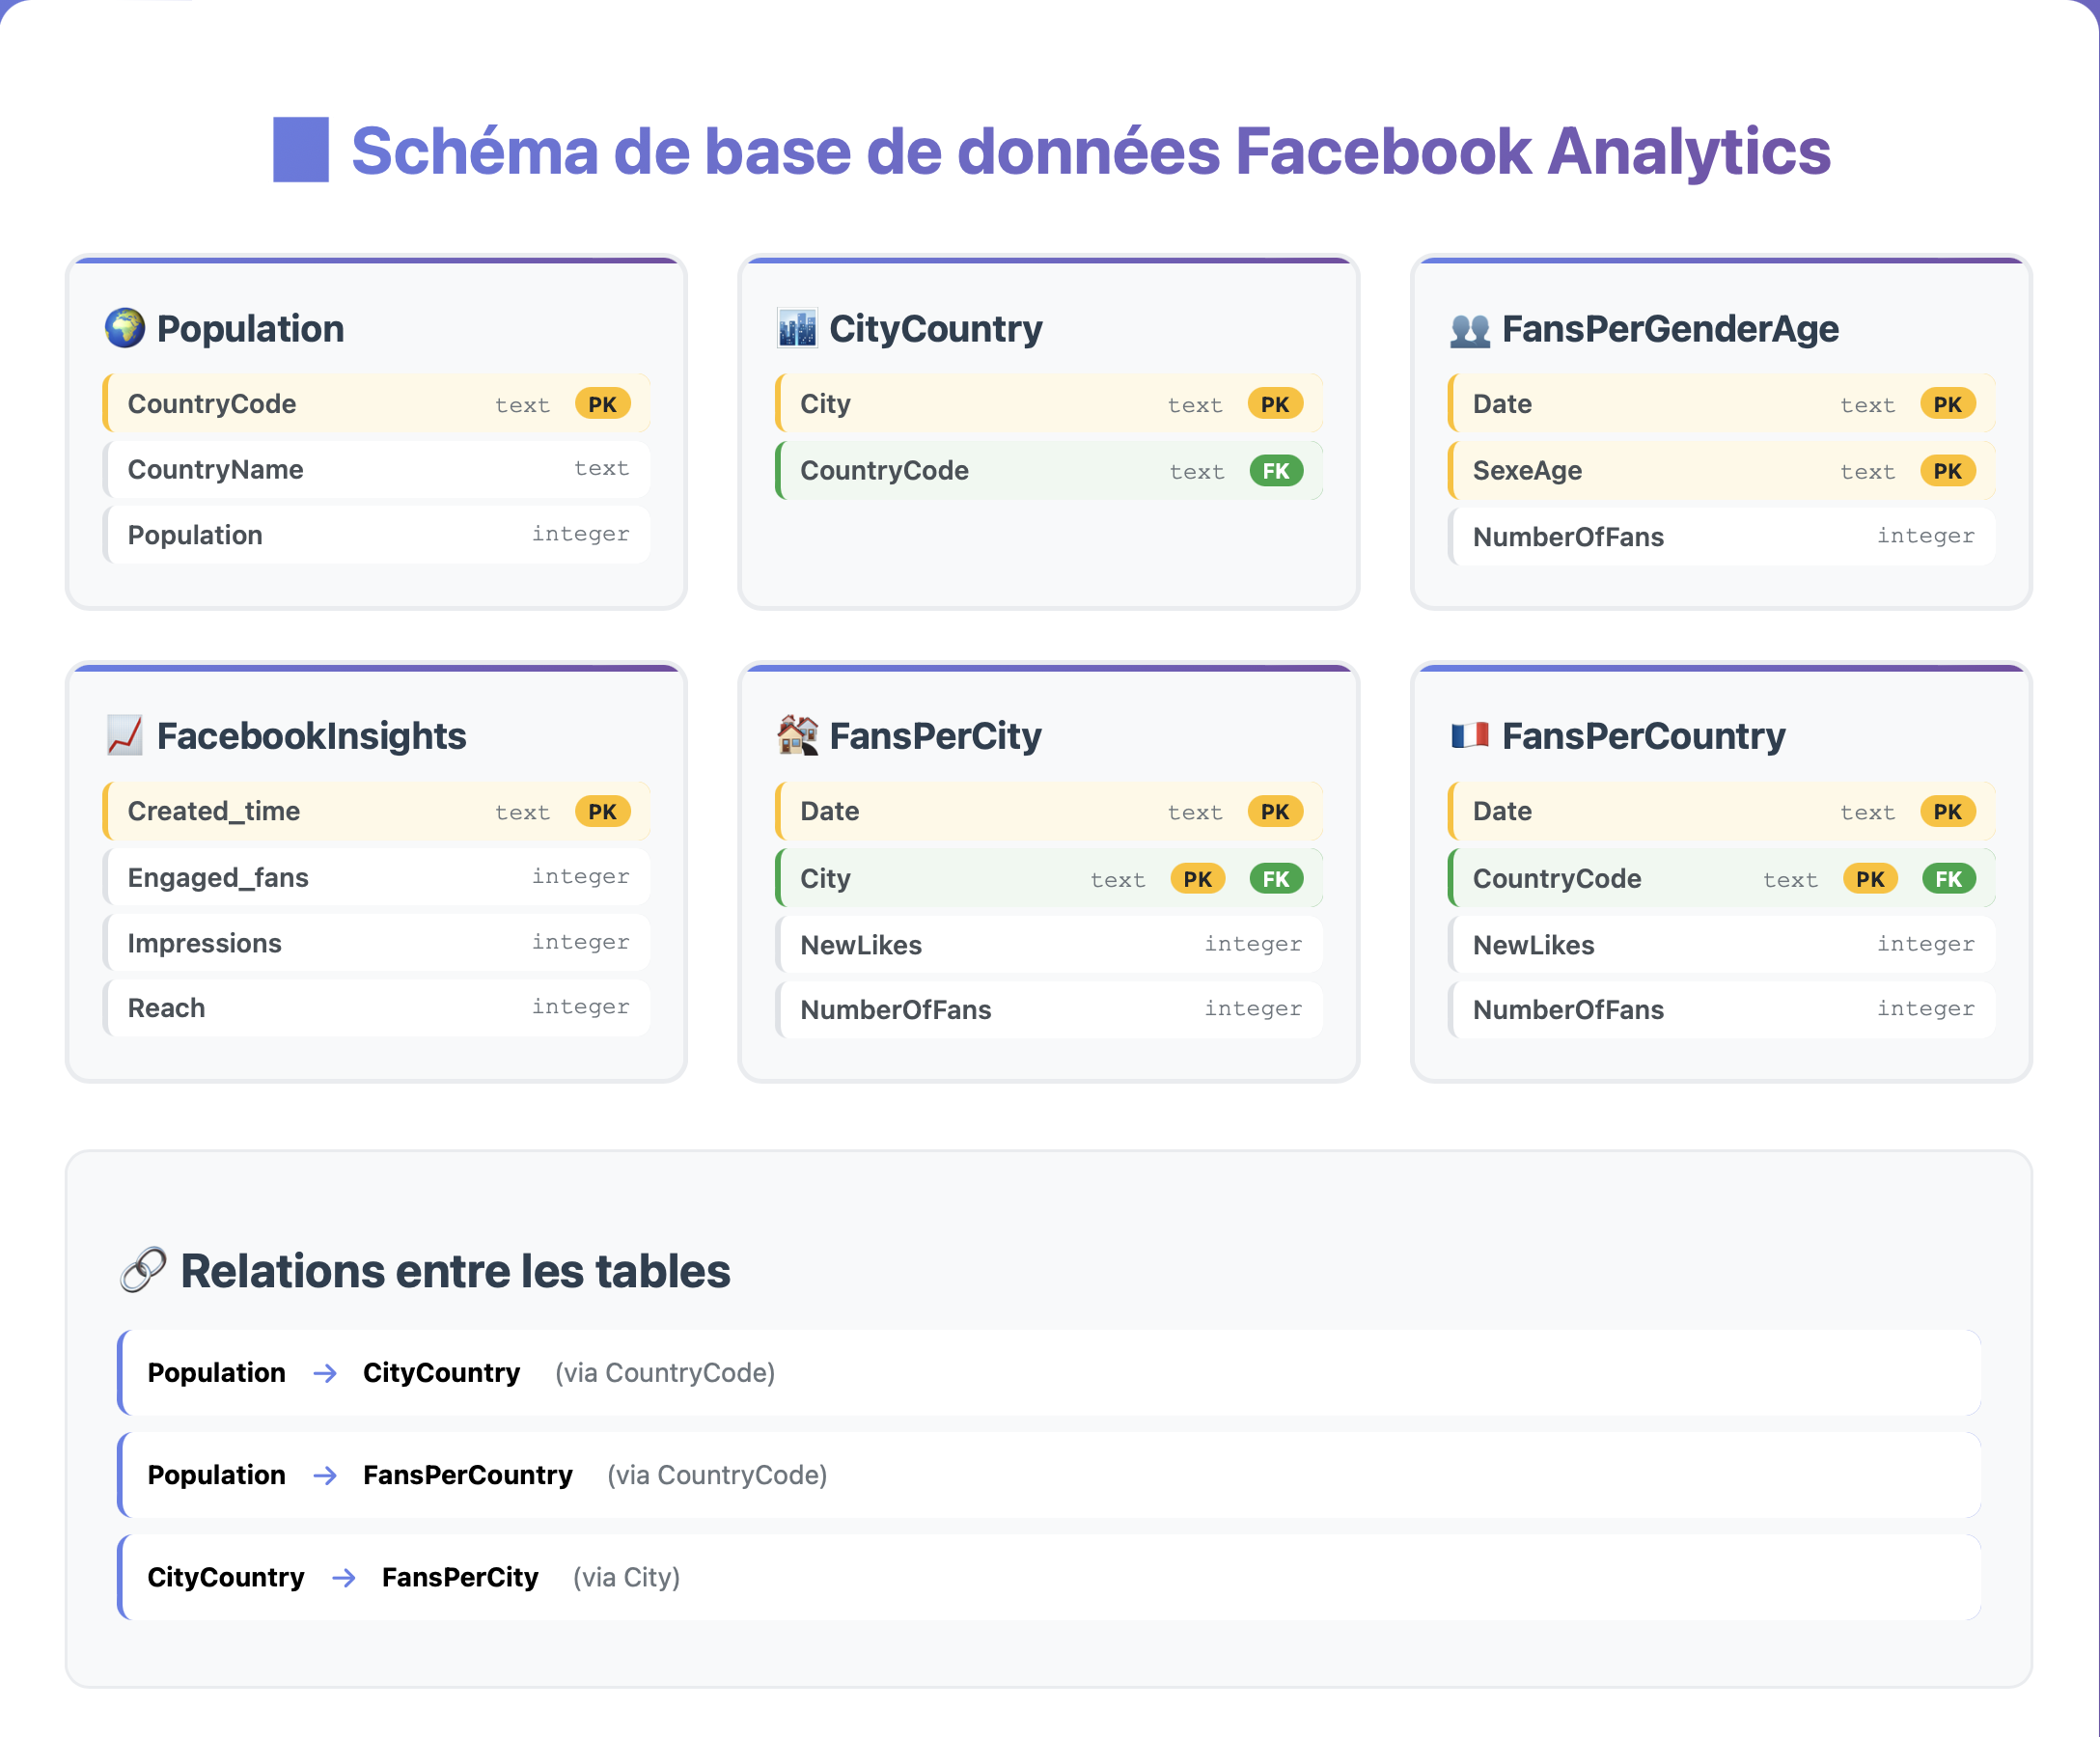 Schéma de base de données Facebook Analytics
Population
CountryCode text PK
CountryName text
Population integer
CityCountry
City text PK
CountryCode text FK
FansPerGenderAge
Date text PK
SexeAge text PK
NumberOfFans integer
FacebookInsights
Created_time text PK
Engaged_fans integer
Impressions integer
Reach integer
FansPerCity
Date text PK
City text PK FK
NewLikes integer
NumberOfFans integer
FansPerCountry
Date text PK
CountryCode text PK FK
NewLikes integer
NumberOfFans integer
Relations entre les tables
Population → CityCountry (via CountryCode)
Population → FansPerCountry (via CountryCode)
CityCountry → FansPerCity (via City)